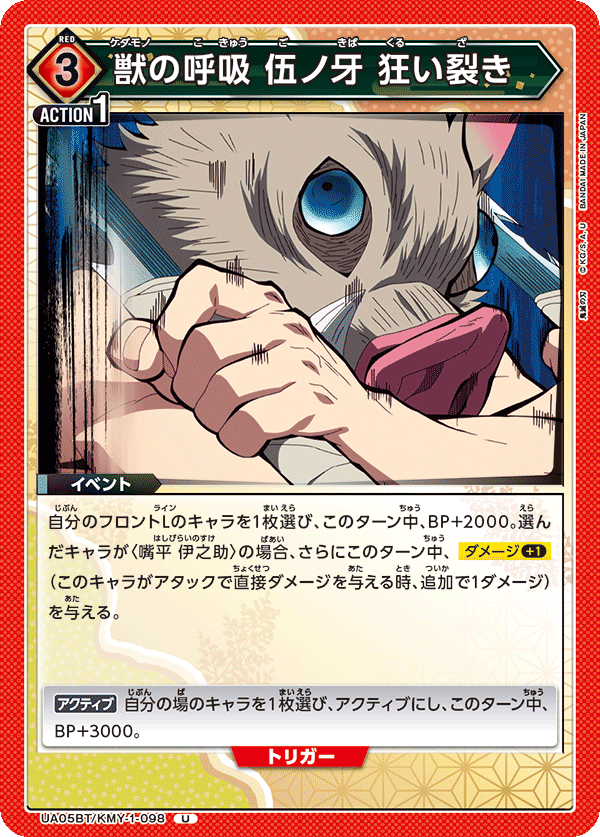 RED
3
ケダモノ こきゅう ご きば くる ざ
獣の呼吸 伍ノ牙 狂い裂き
ACTION 1
©KG/S,A,U BANDAI MADE IN JAPAN
鬼滅の刃
イベント
じぶん ライン まいえら ちゅう えら
自分のフロントLのキャラを1枚選び、このターン中、BP+2000。選ん
はしびらいのすけ ばあい ちゅう
だキャラが〈嘴平 伊之助〉の場合、さらにこのターン中、 ダメージ+1
ちょくせつ あた とき ついか
(このキャラがアタックで直接ダメージを与える時、追加で1ダメージ)
あた
を与える。
じぶん ば まいえら ちゅう
アクティブ 自分の場のキャラを1枚選び、アクティブにし、このターン中、
BP+3000。
トリガー
UA05BT/KMY-1-098 U